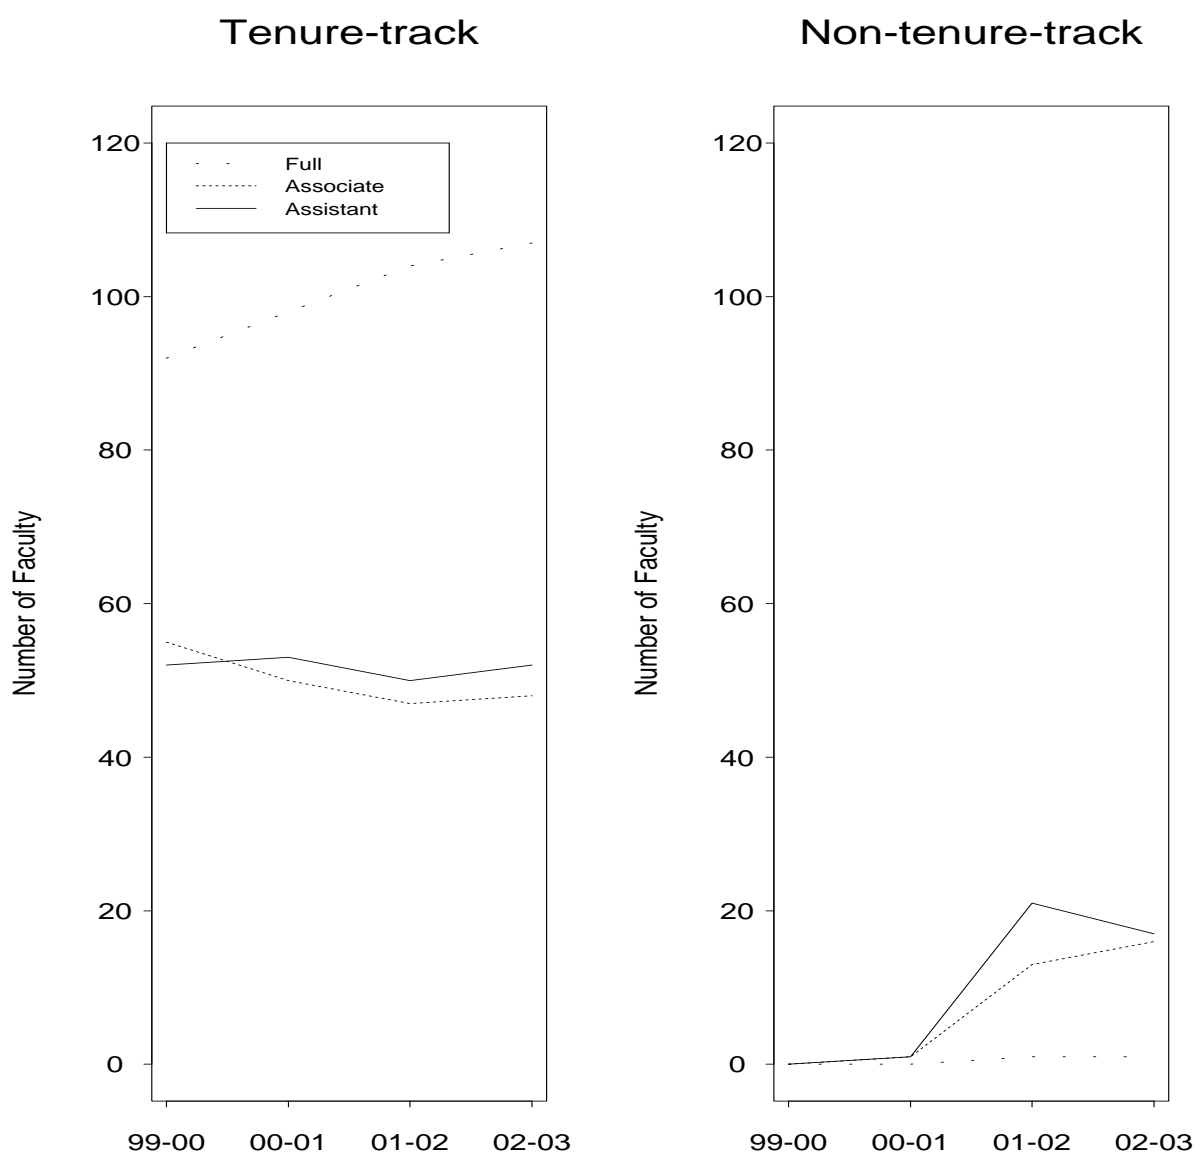 Tenure-track
Number of Faculty
120
100
80
60
40
20
0
Full
Associate
Assistant
99-00 00-01 01-02 02-03
Non-tenure-track
Number of Faculty
120
100
80
60
40
20
0
99-00 00-01 01-02 02-03